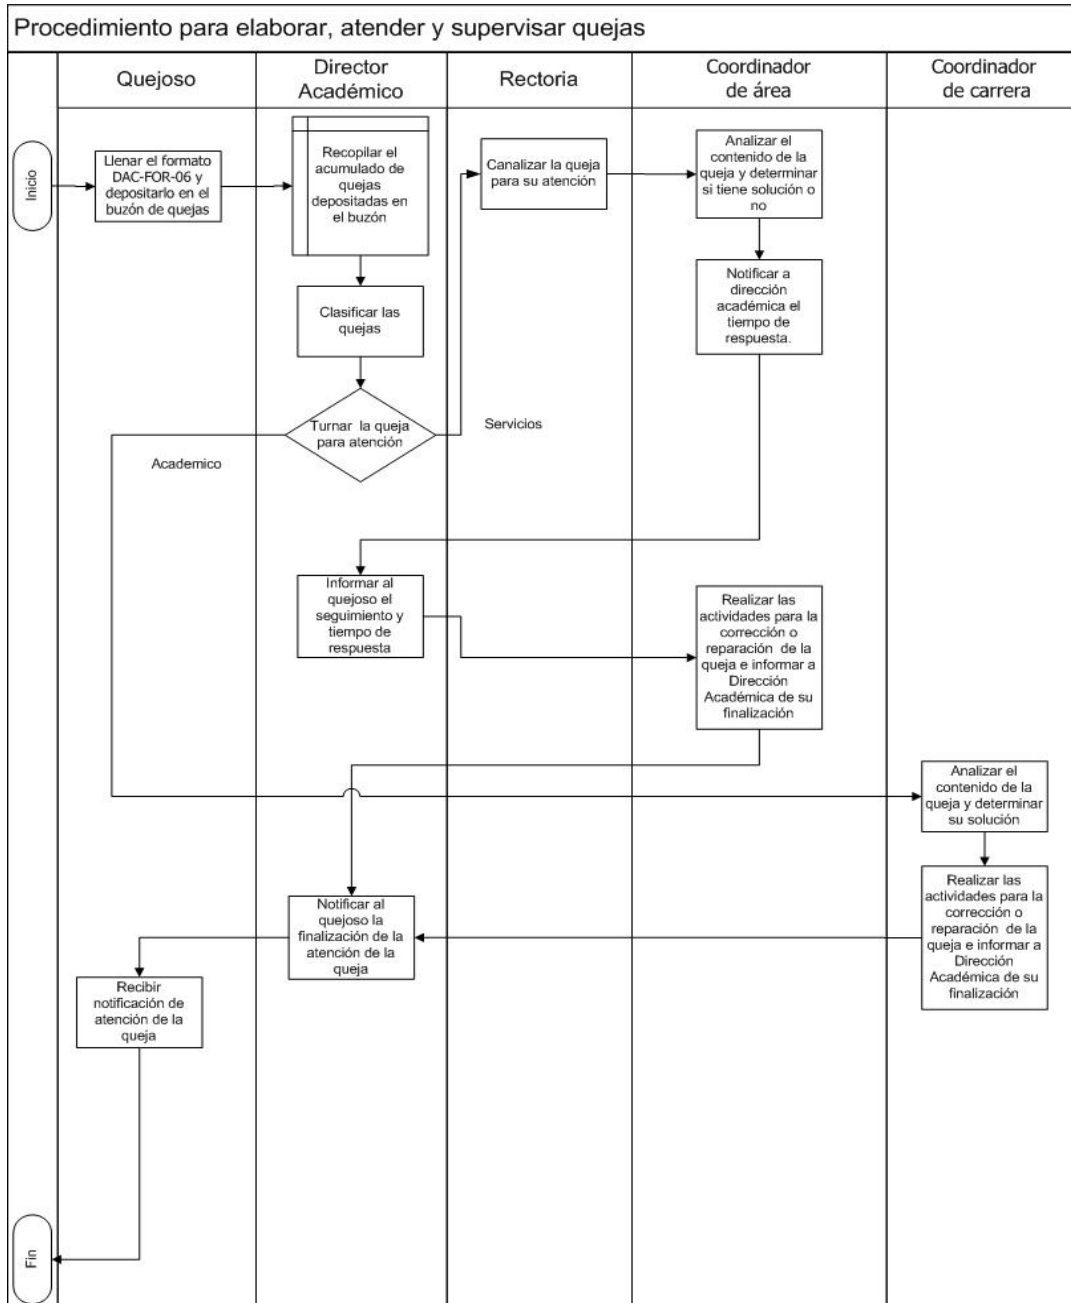 Procedimiento para elaborar, atender y supervisar quejas
Quejoso
Director
Académico
Rectoria
Coordinador
de área
Coordinador
de carrera
Inicio
Llenar el formato
DAC-FOR-06 y
depositarlo en el
buzón de quejas
Recopilar el
acumulado de
quejas
depositadas en
el buzón
Canalizar la queja
para su atención
Analizar el
contenido de la
queja y determinar
si tiene solución o
no
Clasificar las
quejas
Notificar a
dirección
académica el
tiempo de
respuesta.
Turnar la queja
para atención
Servicios
Academico
Informar al
quejoso el
seguimiento y
tiempo de
respuesta
Realizar las
actividades para la
corrección o
reparación de la
queja e informar a
Dirección
Académica de su
finalización
Analizar el
contenido de la
queja y determinar
su solución
Realizar las
actividades para la
corrección o
reparación de la
queja e informar a
Dirección
Académica de su
finalización
Notificar al
quejoso la
finalización de la
atención de la
queja
Recibir
notificación de
atención de la
queja
Fin